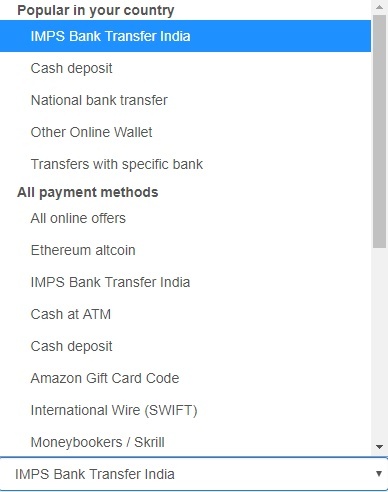 Popular in your country
IMPS Bank Transfer India
Cash deposit
National bank transfer
Other Online Wallet
Transfers with specific bank
All payment methods
All online offers
Ethereum altcoin
IMPS Bank Transfer India
Cash at ATM
Cash deposit
Amazon Gift Card Code
International Wire (SWIFT)
Moneybookers / Skrill
IMPS Bank Transfer India